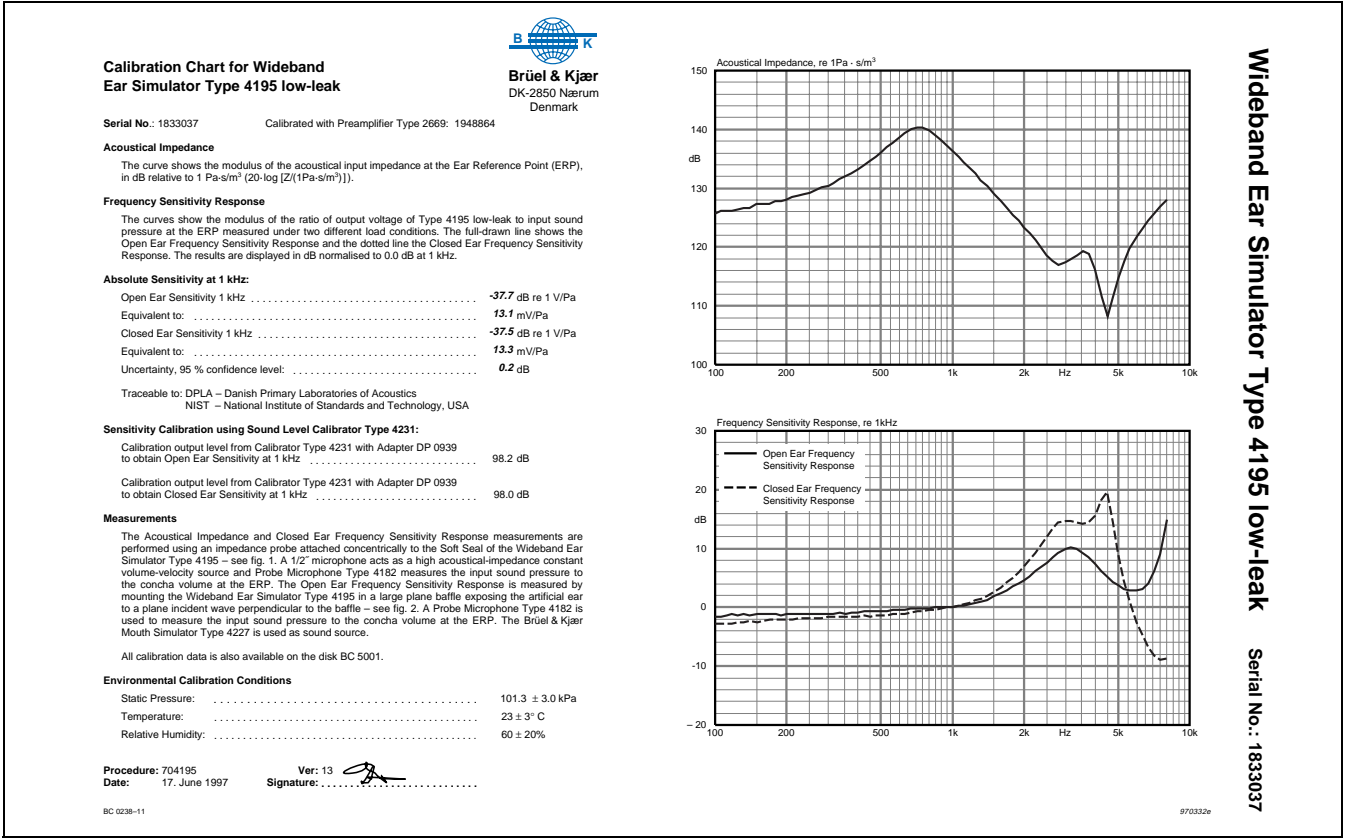 Calibration Chart for Wideband
Ear Simulator Type 4195 low-leak
B K
Brüel & Kjær
DK-2850 Nærum
Denmark
Serial No.: 1833037 Calibrated with Preamplifier Type 2669: 1948864
Acoustical Impedance
The curve shows the modulus of the acoustical input impedance at the Ear Reference Point (ERP),
in dB relative to 1 Pa·s/m³ (20·log [Z/(1Pa·s/m³)]).
Frequency Sensitivity Response
The curves show the modulus of the ratio of output voltage of Type 4195 low-leak to input sound
pressure at the ERP measured under two different load conditions. The full-drawn line shows the
Open Ear Frequency Sensitivity Response and the dotted line the Closed Ear Frequency Sensitivity
Response. The results are displayed in dB normalised to 0.0 dB at 1 kHz.
Absolute Sensitivity at 1 kHz:
Open Ear Sensitivity 1 kHz . . . . . . . . . . -37.7 dB re 1 V/Pa
Equivalent to: . . . . . . . . . . 13.1 mV/Pa
Closed Ear Sensitivity 1 kHz . . . . . . . . . . -37.5 dB re 1 V/Pa
Equivalent to: . . . . . . . . . . 13.3 mV/Pa
Uncertainty, 95 % confidence level: . . . . . . . . . . 0.2 dB
Traceable to: DPLA – Danish Primary Laboratories of Acoustics
NIST – National Institute of Standards and Technology, USA
Sensitivity Calibration using Sound Level Calibrator Type 4231:
Calibration output level from Calibrator Type 4231 with Adapter DP 0939
to obtain Open Ear Sensitivity at 1 kHz . . . . . . . . . . 98.2 dB
Calibration output level from Calibrator Type 4231 with Adapter DP 0939
to obtain Closed Ear Sensitivity at 1 kHz . . . . . . . . . . 98.0 dB
Measurements
The Acoustical Impedance and Closed Ear Frequency Sensitivity Response measurements are
performed using an impedance probe attached concentrically to the Soft Seal of the Wideband Ear
Simulator Type 4195 – see fig. 1. A 1/2˝ microphone acts as a high acoustical-impedance constant
volume-velocity source and Probe Microphone Type 4182 measures the input sound pressure to
the concha volume at the ERP. The Open Ear Frequency Sensitivity Response is measured by
mounting the Wideband Ear Simulator Type 4195 in a large plane baffle exposing the artificial ear
to a plane incident wave perpendicular to the baffle – see fig. 2. A Probe Microphone Type 4182 is
used to measure the input sound pressure to the concha volume at the ERP. The Brüel & Kjær
Mouth Simulator Type 4227 is used as sound source.
All calibration data is also available on the disk BC 5001.
Environmental Calibration Conditions
Static Pressure: . . . . . . . . . . 101.3 ± 3.0 kPa
Temperature: . . . . . . . . . . 23 ± 3° C
Relative Humidity: . . . . . . . . . . 60 ± 20%
Procedure: 704195 Ver: 13
Date: 17. June 1997 Signature: . . . . . . . . . .
BC 0238–11
Acoustical Impedance, re 1Pa · s/m³
150
140
dB
130
120
110
100
100 200 500 1k 2k Hz 5k 10k
Frequency Sensitivity Response, re 1kHz
30
Open Ear Frequency
Sensitivity Response
20
Closed Ear Frequency
Sensitivity Response
dB
10
0
-10
– 20
100 200 500 1k 2k Hz 5k 10k
970332e
Wideband Ear Simulator Type 4195 low-leak Serial No.: 1833037